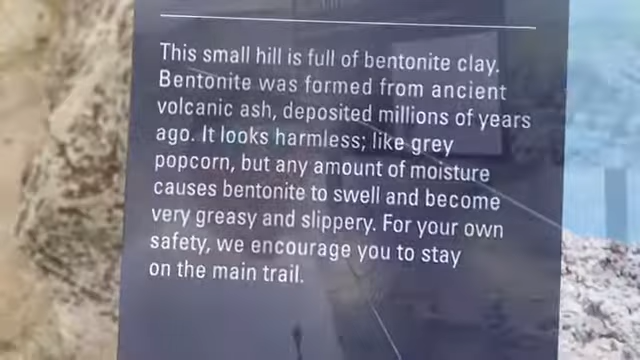 This small hill is full of bentonite clay.
Bentonite was formed from ancient
volcanic ash, deposited millions of years
ago. It looks harmless; like grey
popcorn, but any amount of moisture
causes bentonite to swell and become
very greasy and slippery. For your own
safety, we encourage you to stay
on the main trail.